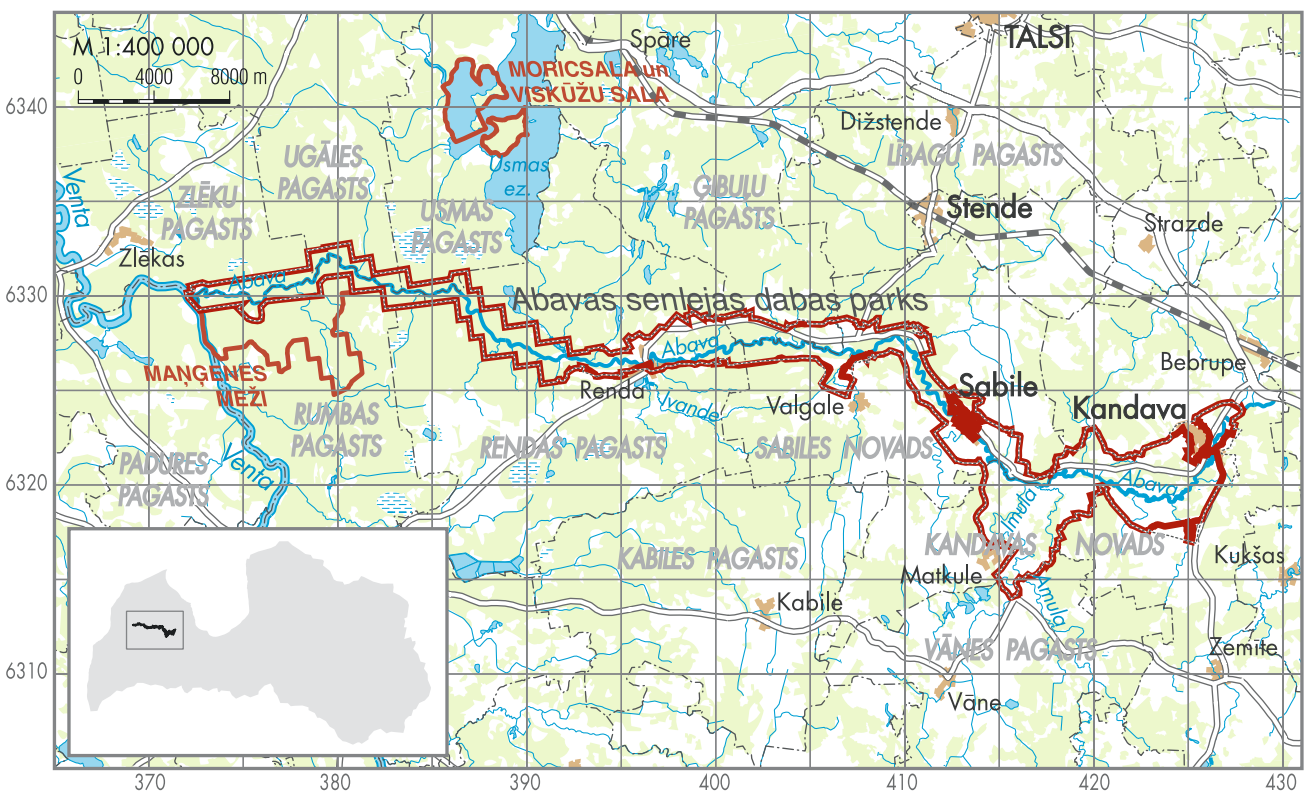 M 1:400 000
0 4000 8000 m
Spāre
TALSI
MORICSALA un
VISKŪŽU SALA
6340
Dižstende
LĪBAGU PAGASTS
UGĀLES
PAGASTS
Usmas
ez.
Venta
ZLĒKU
PAGASTS
ĢIBUĻU
PAGASTS
USMAS
PAGASTS
Stende
Strazde
Zlēkas
Abava
6330
Abavas senlejas dabas parks
Abava
Bebrupe
MAŅĢENES
MEŽI
Renda
Sabile
Ivande
Valgale
Kandava
RUMBAS
PAGASTS
RENDAS PAGASTS
SABILES NOVADS
PADURES
PAGASTS
Venta
6320
Abava
Imula
KANDAVAS NOVADS
KABILES PAGASTS
Kukšas
Matkule
Amula
Kabile
VĀNES PAGASTS
Zemīte
6310
Vāne
370 380 390 400 410 420 430